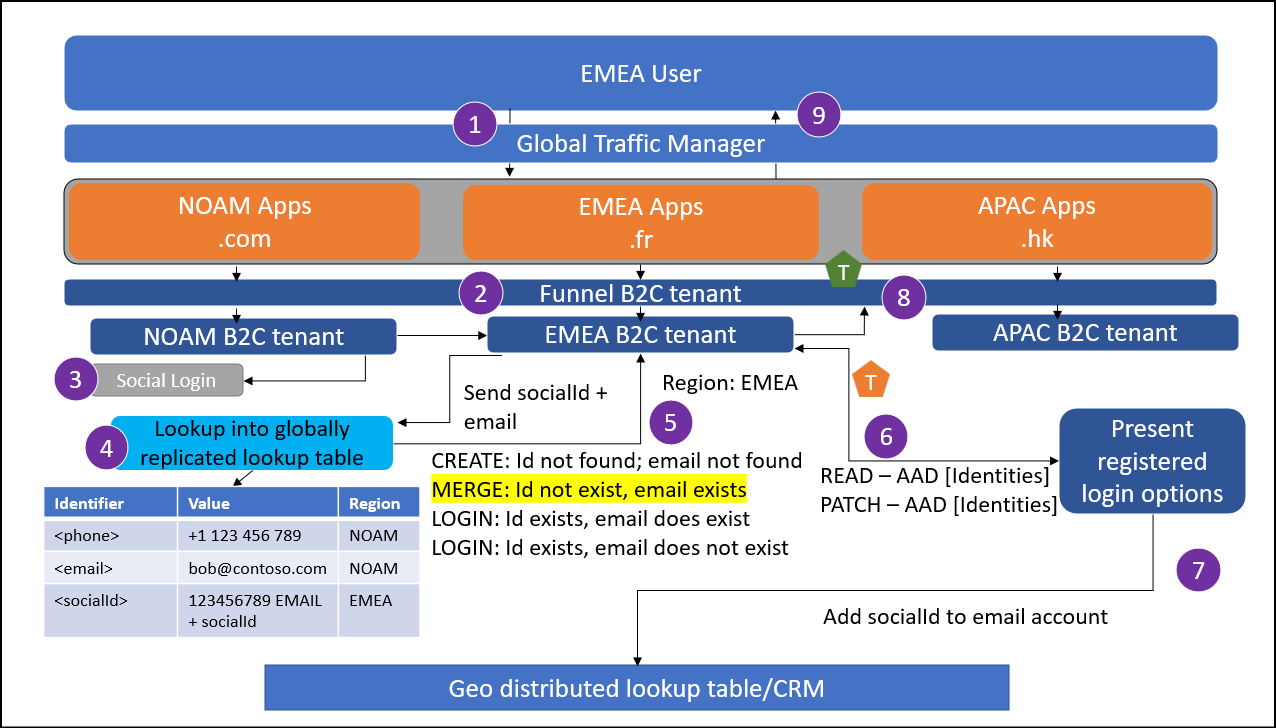 EMEA User
1
9
Global Traffic Manager
NOAM Apps
.com
EMEA Apps
.fr
APAC Apps
.hk
T
2
Funnel B2C tenant
8
NOAM B2C tenant
EMEA B2C tenant
APAC B2C tenant
3
Social Login
Send socialId +
email
Region: EMEA
T
4
Lookup into globally
replicated lookup table
5
6
Present
registered
login options
CREATE: Id not found; email not found
MERGE: Id not exist, email exists
LOGIN: Id exists, email does exist
LOGIN: Id exists, email does not exist
READ – AAD [Identities]
PATCH – AAD [Identities]
Identifier Value Region
<phone> +1 123 456 789 NOAM
<email> bob@contoso.com NOAM
<socialId> 123456789 EMAIL EMEA
+ socialId
7
Add socialId to email account
Geo distributed lookup table/CRM